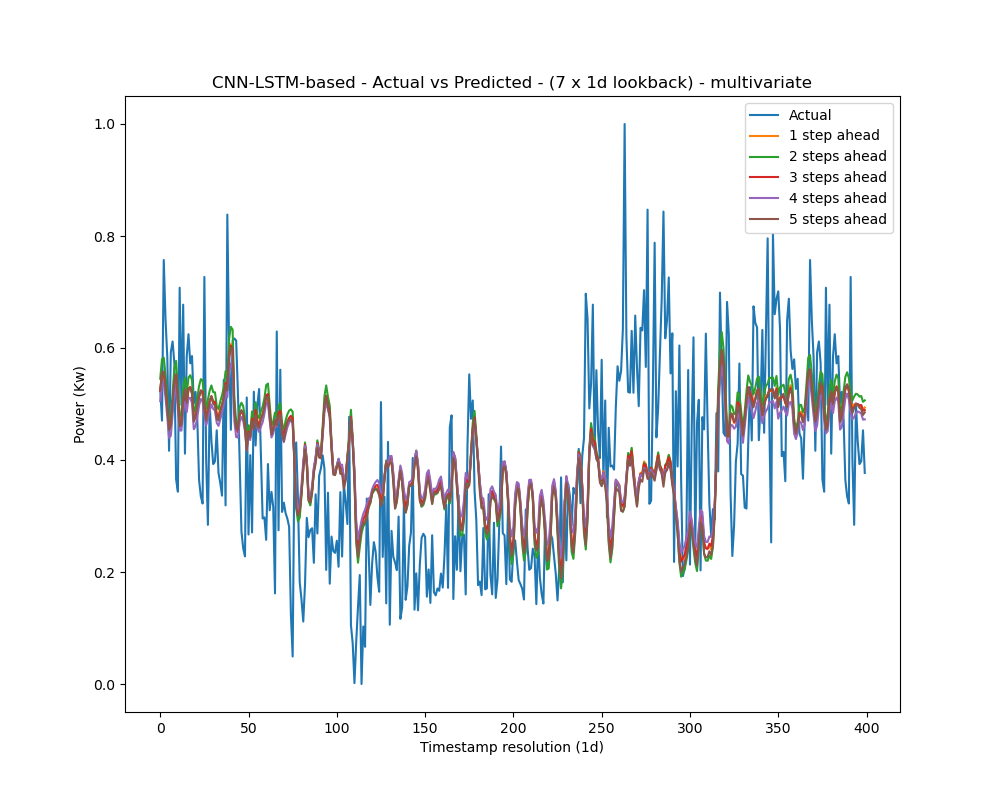 CNN-LSTM-based - Actual vs Predicted - (7 x 1d lookback) - multivariate
Actual
1 step ahead
2 steps ahead
3 steps ahead
4 steps ahead
5 steps ahead
1.0
0.8
0.6
0.4
0.2
0.0
Power (Kw)
0 50 100 150 200 250 300 350 400
Timestamp resolution (1d)